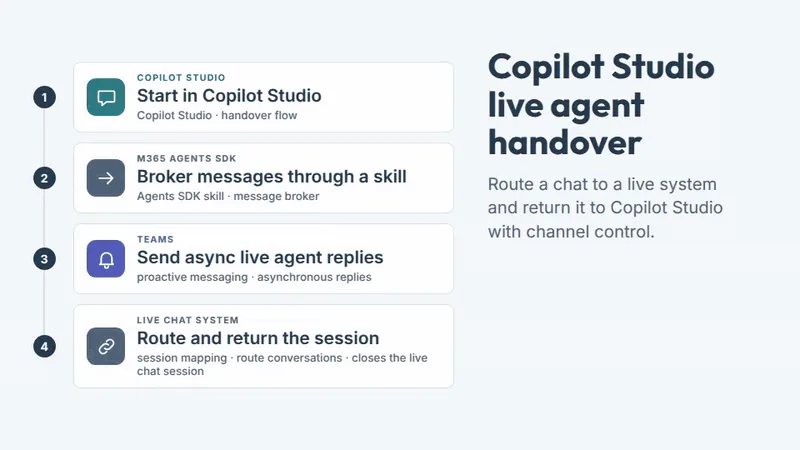 1
COPILOT STUDIO
Start in Copilot Studio
Copilot Studio · handover flow
2
M365 AGENTS SDK
Broker messages through a skill
Agents SDK skill · message broker
3
TEAMS
Send async live agent replies
proactive messaging · asynchronous replies
4
LIVE CHAT SYSTEM
Route and return the session
session mapping · route conversations · closes the live
chat session
Copilot Studio
live agent
handover
Route a chat to a live system
and return it to Copilot Studio
with channel control.